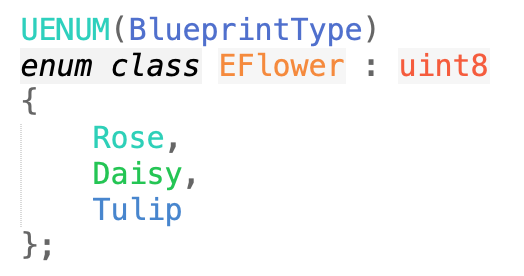 UENUM(BlueprintType)
enum class EFlower : uint8
{
    Rose,
    Daisy,
    Tulip
};